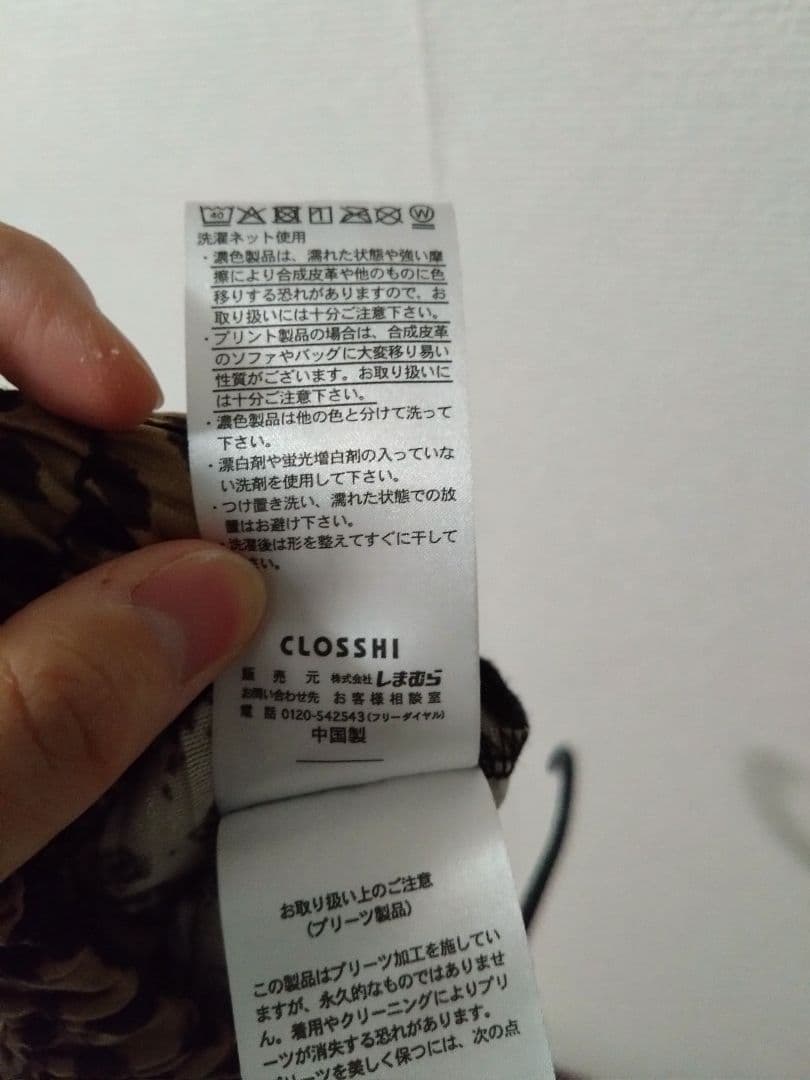 40 W
洗濯ネット使用
・濃色製品は、濡れた状態や強い摩
擦により合成皮革や他のものに色
移りする恐れがありますので、お
取り扱いには十分ご注意下さい。
・プリント製品の場合は、合成皮革
のソファやバッグに大変移り易い
性質がございます。お取り扱いに
は十分ご注意下さい。
・濃色製品は他の色と分けて洗って
下さい。
・漂白剤や蛍光増白剤の入っていな
い洗剤を使用して下さい。
・つけ置き洗い、濡れた状態での放
置はお避け下さい。
・洗濯後は形を整えてすぐに干して
さい。
CLOSSHI
販売元 株式会社しまむら
お問い合わせ先 お客様相談室
電話 0120-542543(フリーダイヤル)
中国製
お取り扱い上のご注意
(プリーツ製品)
この製品はプリーツ加工を施してい
ますが、永久的なものではありませ
ん。着用やクリーニングによりプリ
ーツが消失する恐れがあります。
プリーツを美しく保つには、次の点